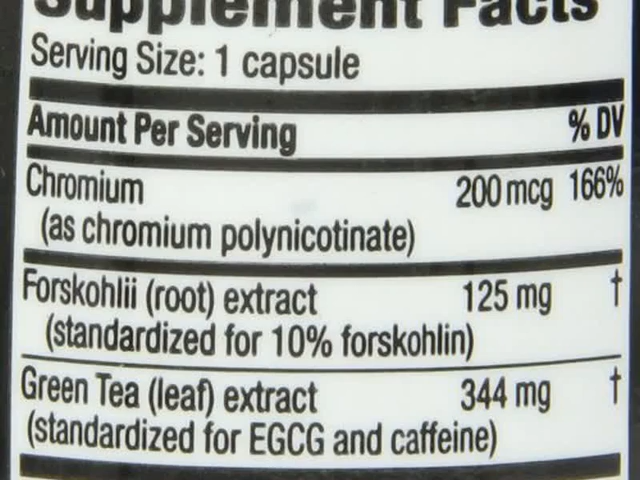 Supplement Facts
Serving Size: 1 capsule
Amount Per Serving % DV
Chromium 200 mcg 166%
(as chromium polynicotinate)
Forskohlii (root) extract 125 mg †
(standardized for 10% forskohlin)
Green Tea (leaf) extract 344 mg †
(standardized for EGCG and caffeine)